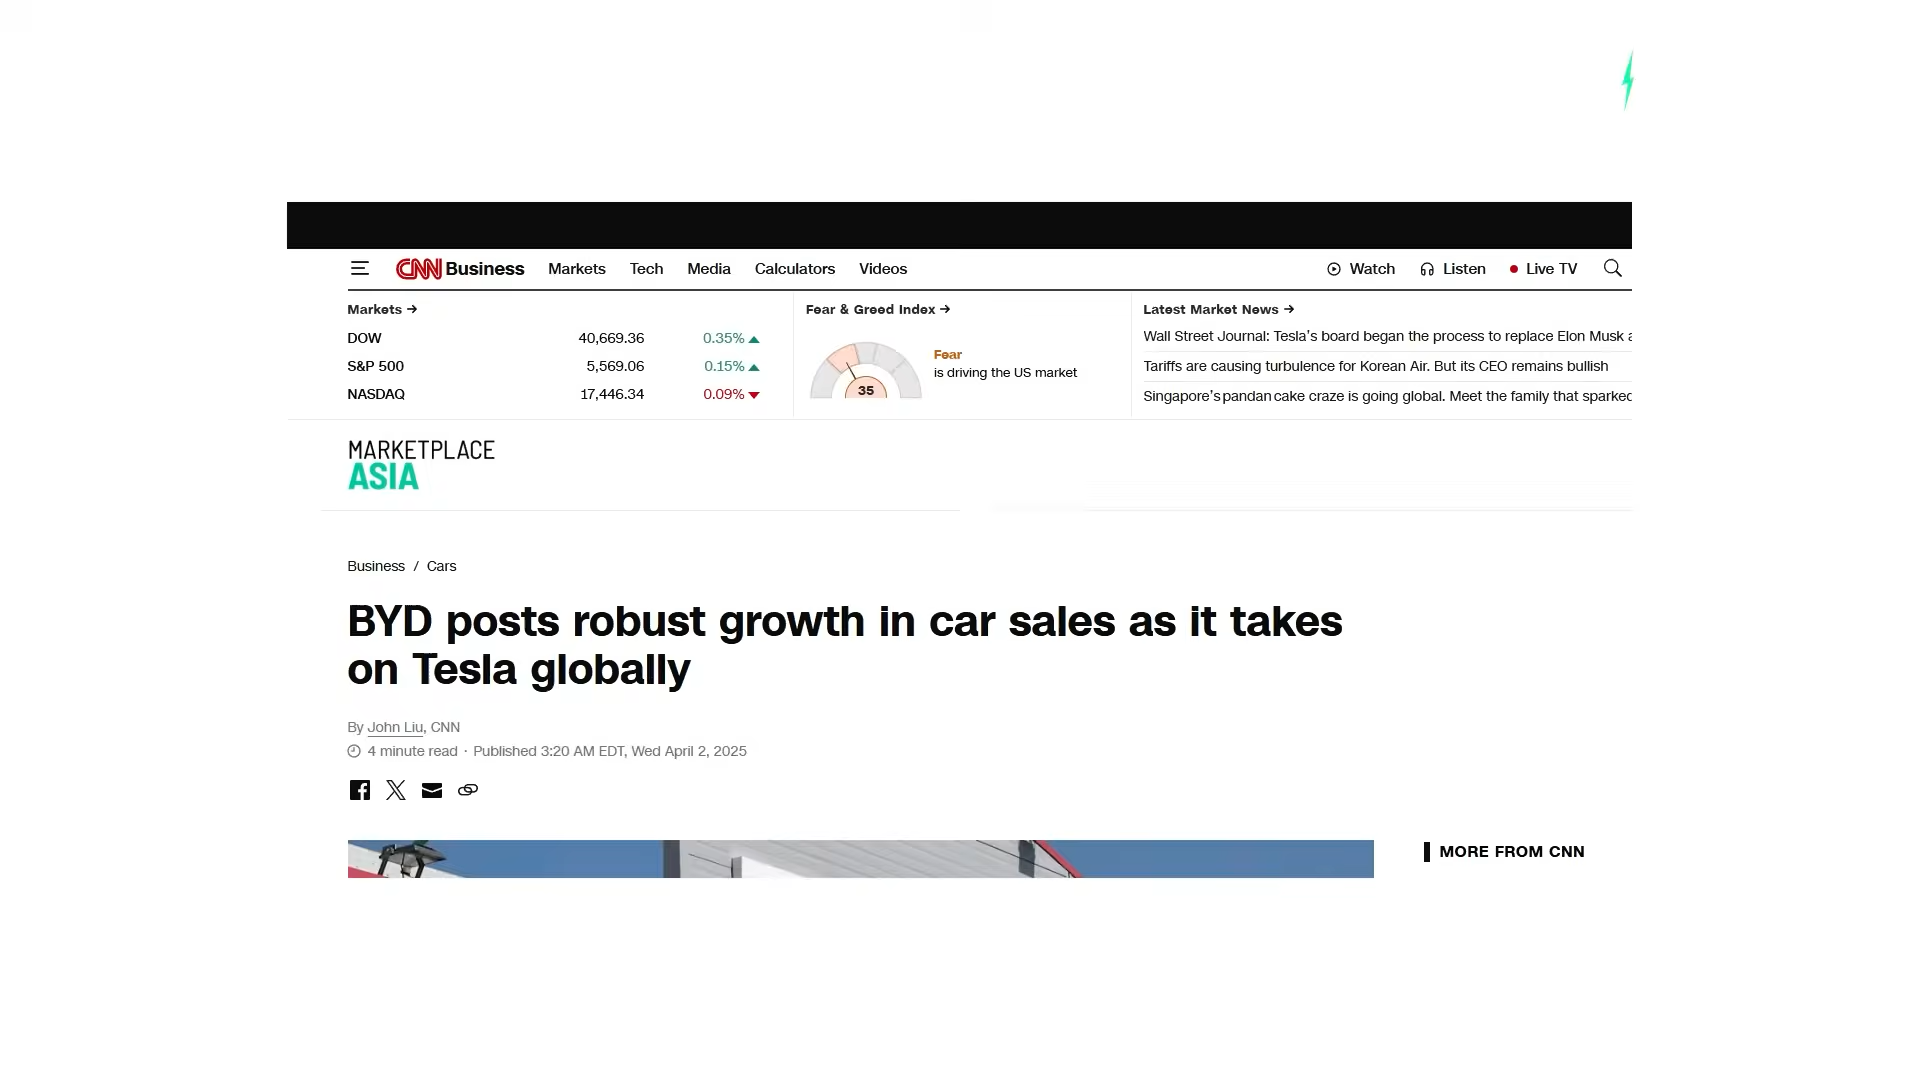 CNN Business Markets Tech Media Calculators Videos Watch Listen Live TV
Markets → Fear & Greed Index → Latest Market News →
DOW 40,669.36 0.35%
S&P 500 5,569.06 0.15%
NASDAQ 17,446.34 0.09%
35
Fear
is driving the US market
Wall Street Journal: Tesla's board began the process to replace Elon Musk
Tariffs are causing turbulence for Korean Air. But its CEO remains bullish
Singapore's pandan cake craze is going global. Meet the family that sparked
MARKETPLACE
ASIA
Business / Cars
BYD posts robust growth in car sales as it takes
on Tesla globally
By John Liu, CNN
4 minute read · Published 3:20 AM EDT, Wed April 2, 2025
MORE FROM CNN